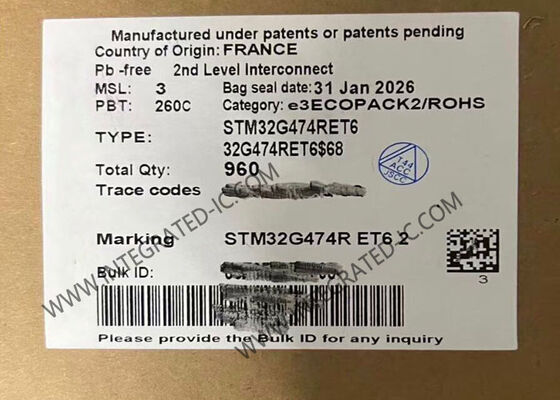 Manufactured under patents or patents pending
Country of Origin: FRANCE
Pb -free 2nd Level Interconnect
MSL: 3 Bag seal date: 31 Jan 2026
PBT: 260C Category: e3ECOPACK2/ROHS
TYPE: STM32G474RET6
32G474RET6$68
Total Qty: 960
T44
ACC
JSCC
Trace codes
Marking STM32G474R ET6 2
Bulk ID:
3
Please provide the Bulk ID for any inquiry
WWW.INTEGRATED-IC.COM
WWW.INTEGRATED-IC.COM